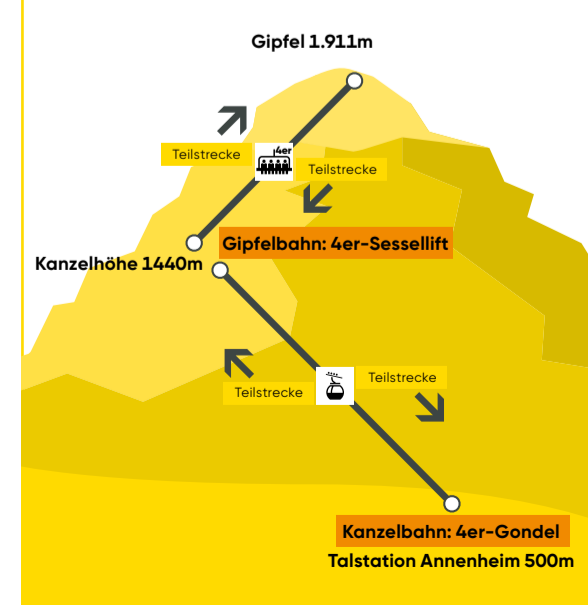 Gipfel 1.911m
4er
Teilstrecke
Teilstrecke
Gipfelbahn: 4er-Sessellift
Kanzelhöhe 1440m
Teilstrecke
Teilstrecke
Kanzelbahn: 4er-Gondel
Talstation Annenheim 500m